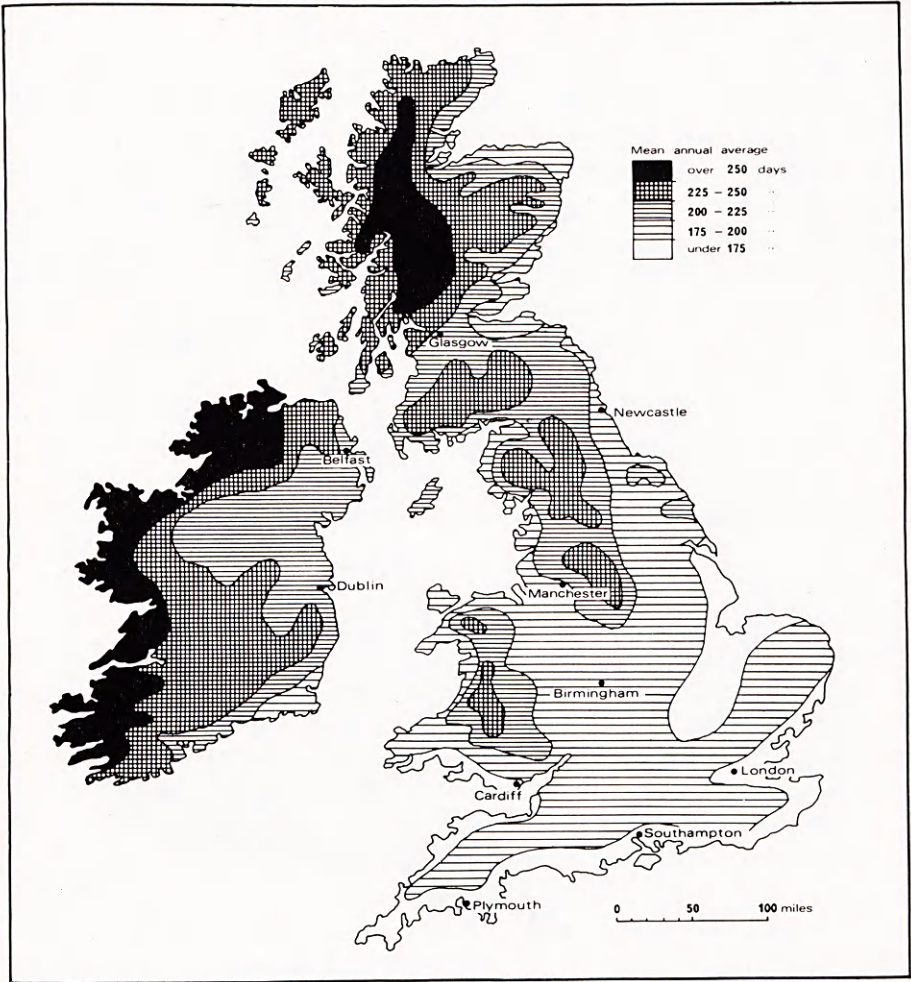 Mean annual average
over 250 days
225 – 250 "
200 – 225 "
175 – 200 "
under 175 "
Glasgow
Newcastle
Belfast
Dublin
Manchester
Birmingham
London
Cardiff
Southampton
Plymouth
0 50 100 miles